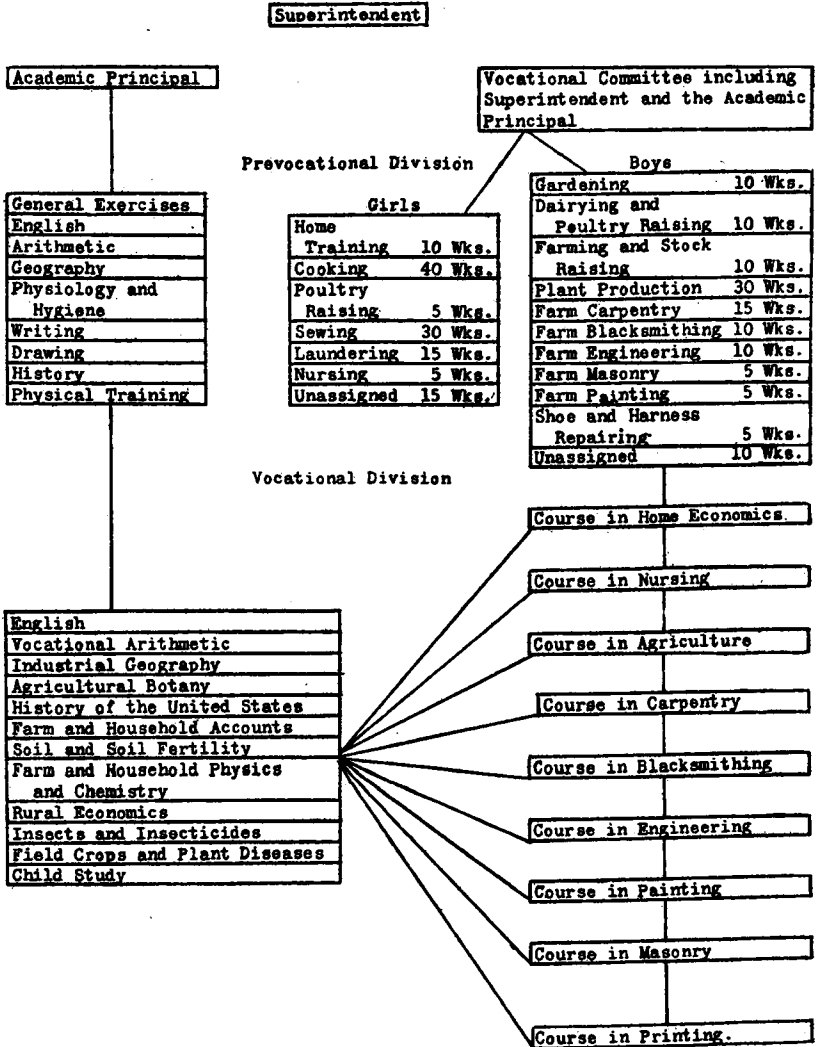 Superintendent
Academic Principal
Vocational Committee including
Superintendent and the Academic
Principal
Prevocational Division
General Exercises
English
Arithmetic
Geography
Physiology and
Hygiene
Writing
Drawing
History
Physical Training
Girls
Home
Training 10 Wks.
Cooking 40 Wks.
Poultry
Raising 5 Wks.
Sewing 30 Wks.
Laundering 15 Wks.
Nursing 5 Wks.
Unassigned 15 Wks.
Boys
Gardening 10 Wks.
Dairying and
Poultry Raising 10 Wks.
Farming and Stock
Raising 10 Wks.
Plant Production 30 Wks.
Farm Carpentry 15 Wks.
Farm Blacksmithing 10 Wks.
Farm Engineering 10 Wks.
Farm Masonry 5 Wks.
Farm Painting 5 Wks.
Shoe and Harness
Repairing 5 Wks.
Unassigned 10 Wks.
Vocational Division
English
Vocational Arithmetic
Industrial Geography
Agricultural Botany
History of the United States
Farm and Household Accounts
Soil and Soil Fertility
Farm and Household Physics
and Chemistry
Rural Economics
Insects and Insecticides
Field Crops and Plant Diseases
Child Study
Course in Home Economics
Course in Nursing
Course in Agriculture
Course in Carpentry
Course in Blacksmithing
Course in Engineering
Course in Painting
Course in Masonry
Course in Printing.